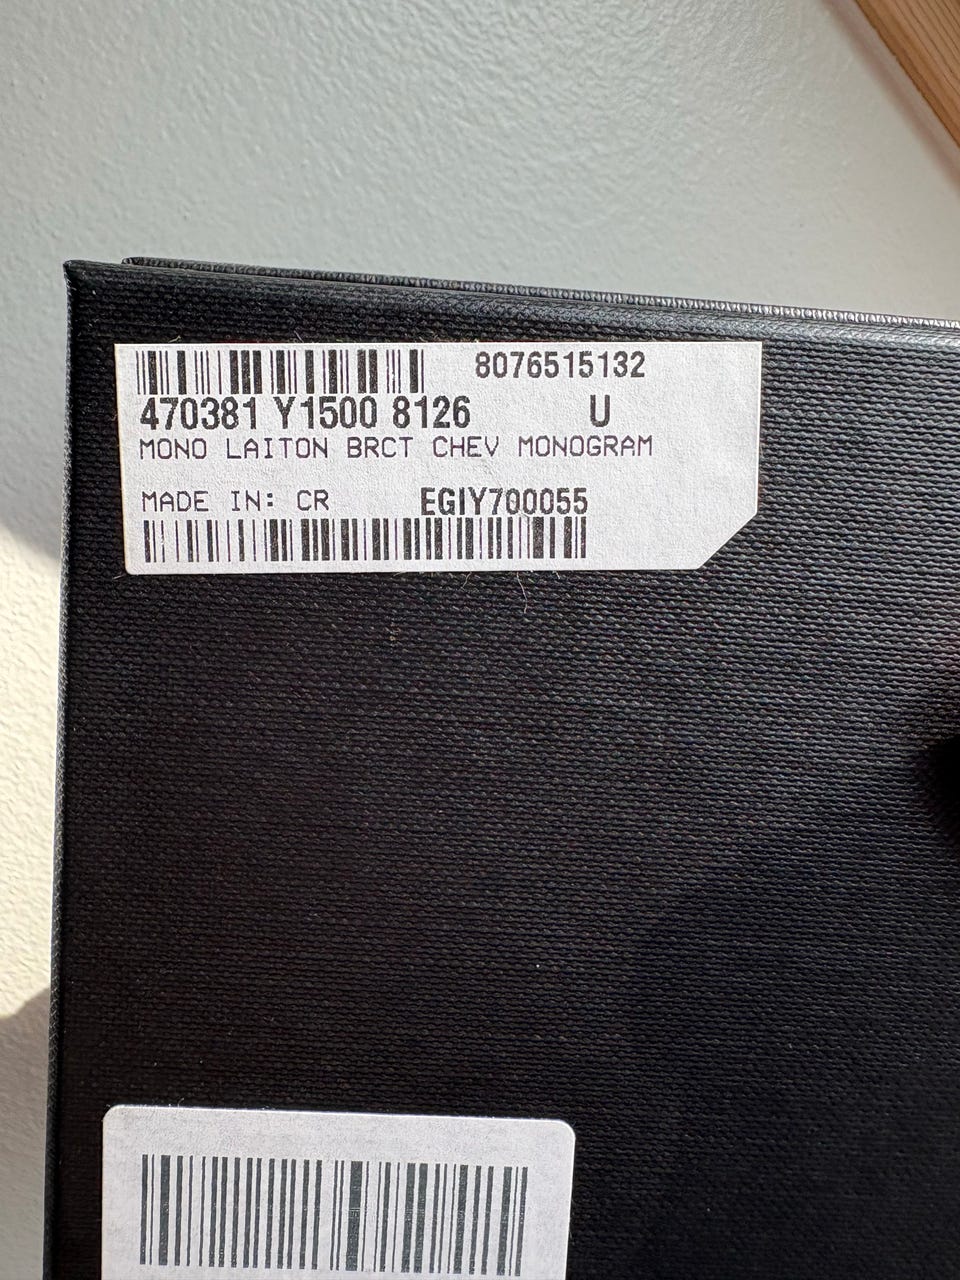 8076515132
470381 Y1500 8126 U
MONO LAITON BRCT CHEV MONOGRAM
MADE IN: CR EGIY700055